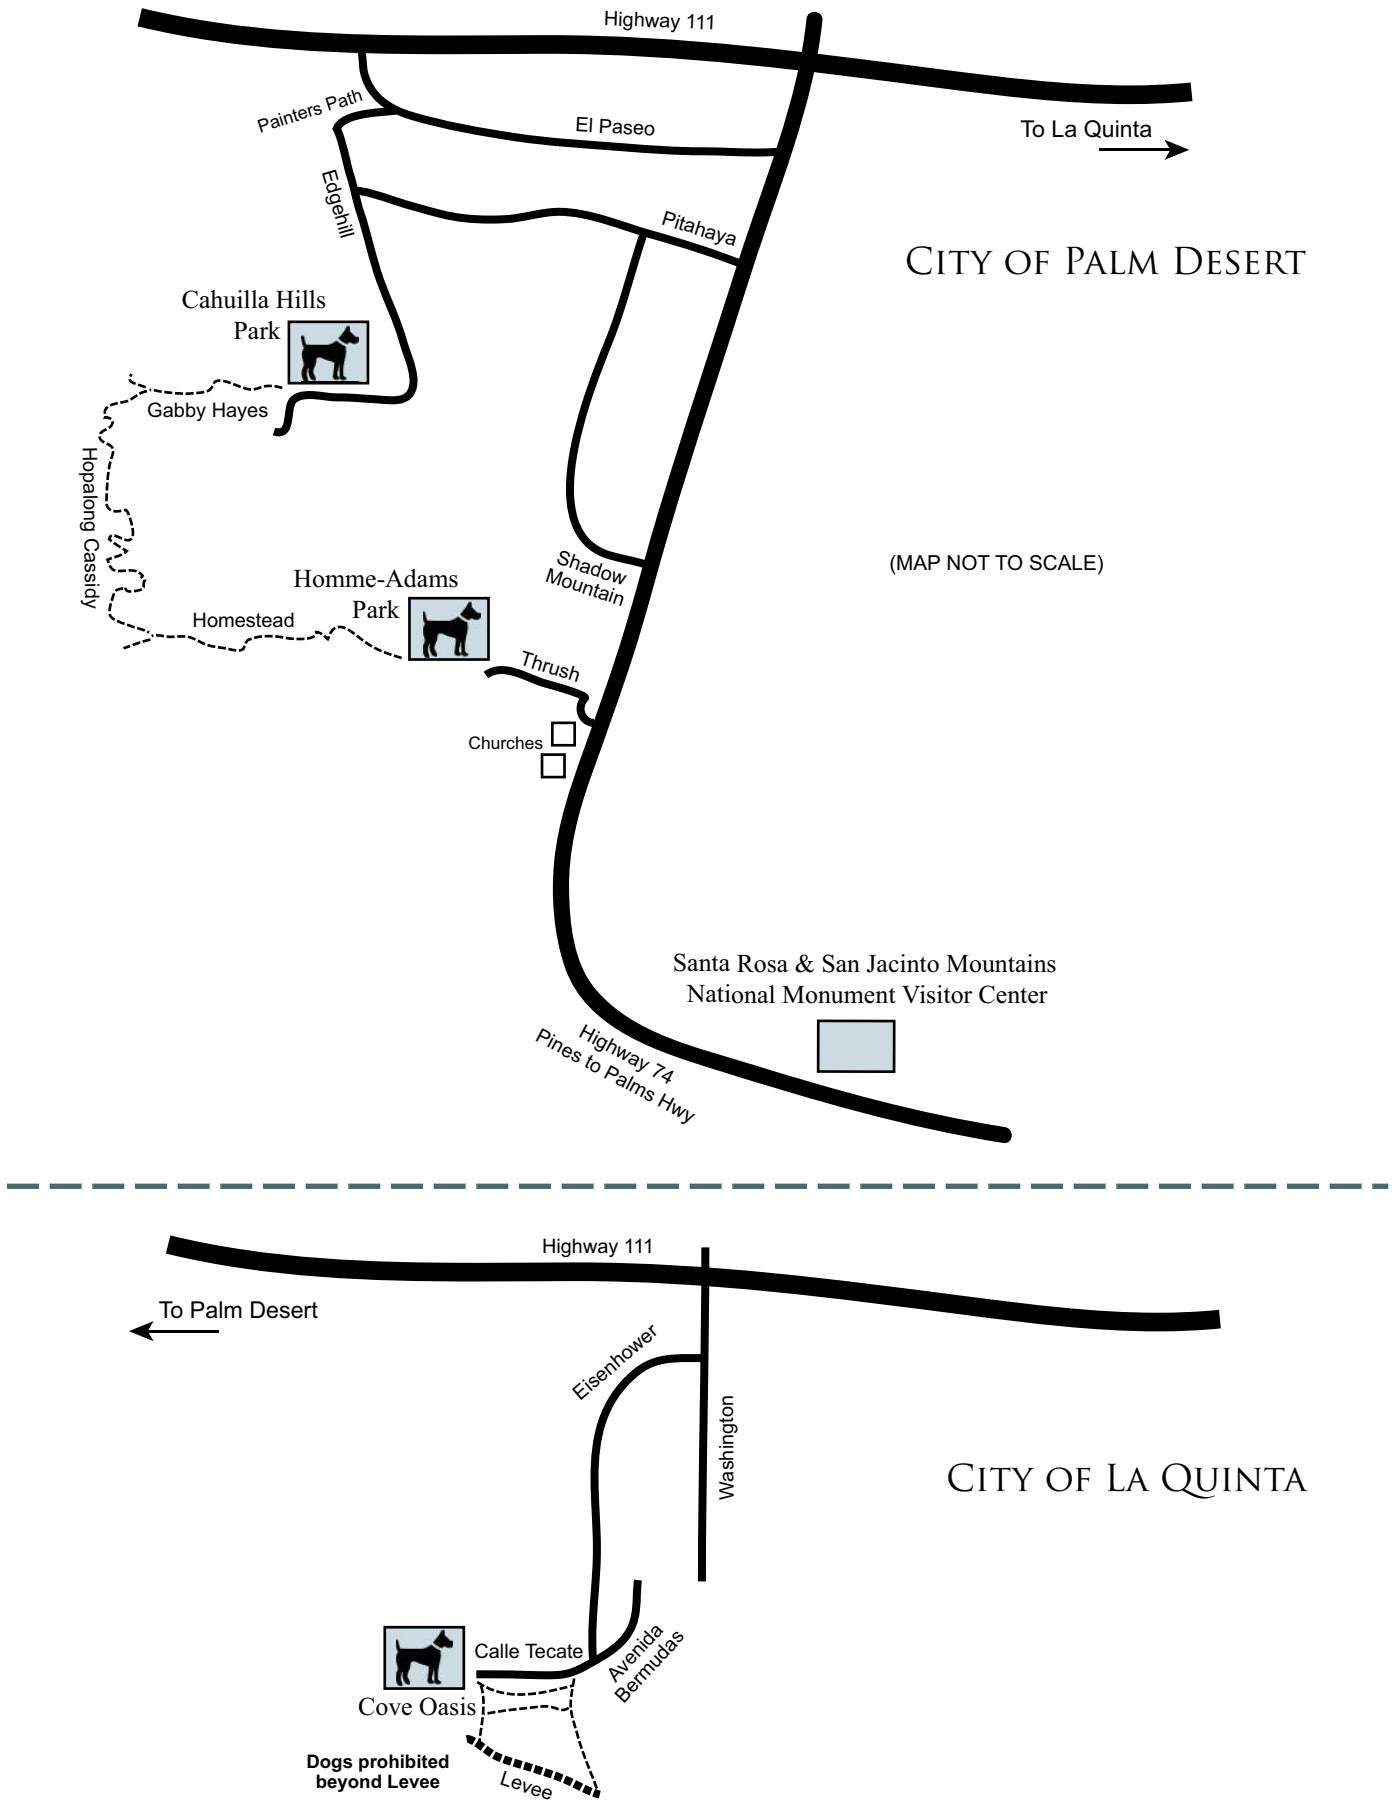 Highway 111
Painters Path
El Paseo
To La Quinta
Edgehill
Pitahaya
CITY OF PALM DESERT
Cahuilla Hills
Park
Gabby Hayes
Hopalong Cassidy
(MAP NOT TO SCALE)
Shadow
Mountain
Homme-Adams
Park
Homestead
Thrush
Churches
Santa Rosa & San Jacinto Mountains
National Monument Visitor Center
Highway 74
Pines to Palms Hwy
Highway 111
To Palm Desert
Eisenhower
Washington
CITY OF LA QUINTA
Calle Tecate
Avenida
Bermudas
Cove Oasis
Dogs prohibited
beyond Levee
Levee